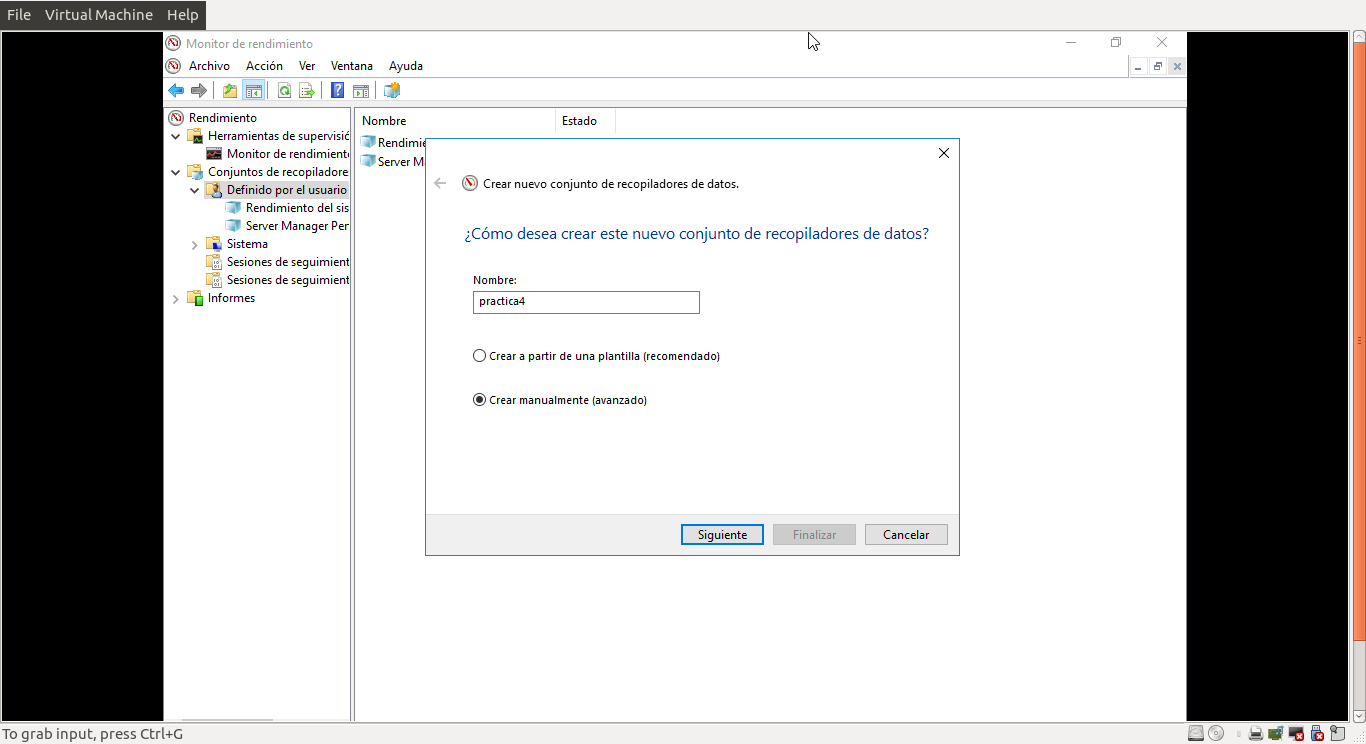 File Virtual Machine Help
Monitor de rendimiento
Archivo Acción Ver Ventana Ayuda
Rendimiento
Herramientas de supervisió
Monitor de rendimiento
Conjuntos de recopiladore
Definido por el usuario
Rendimiento del sis
Server Manager Per
Sistema
Sesiones de seguimient
Sesiones de seguimient
Informes
Nombre Estado
Rendimie
Server M
Crear nuevo conjunto de recopiladores de datos.
¿Cómo desea crear este nuevo conjunto de recopiladores de datos?
Nombre:
practica4
Crear a partir de una plantilla (recomendado)
Crear manualmente (avanzado)
Siguiente Finalizar Cancelar
To grab input, press Ctrl+G